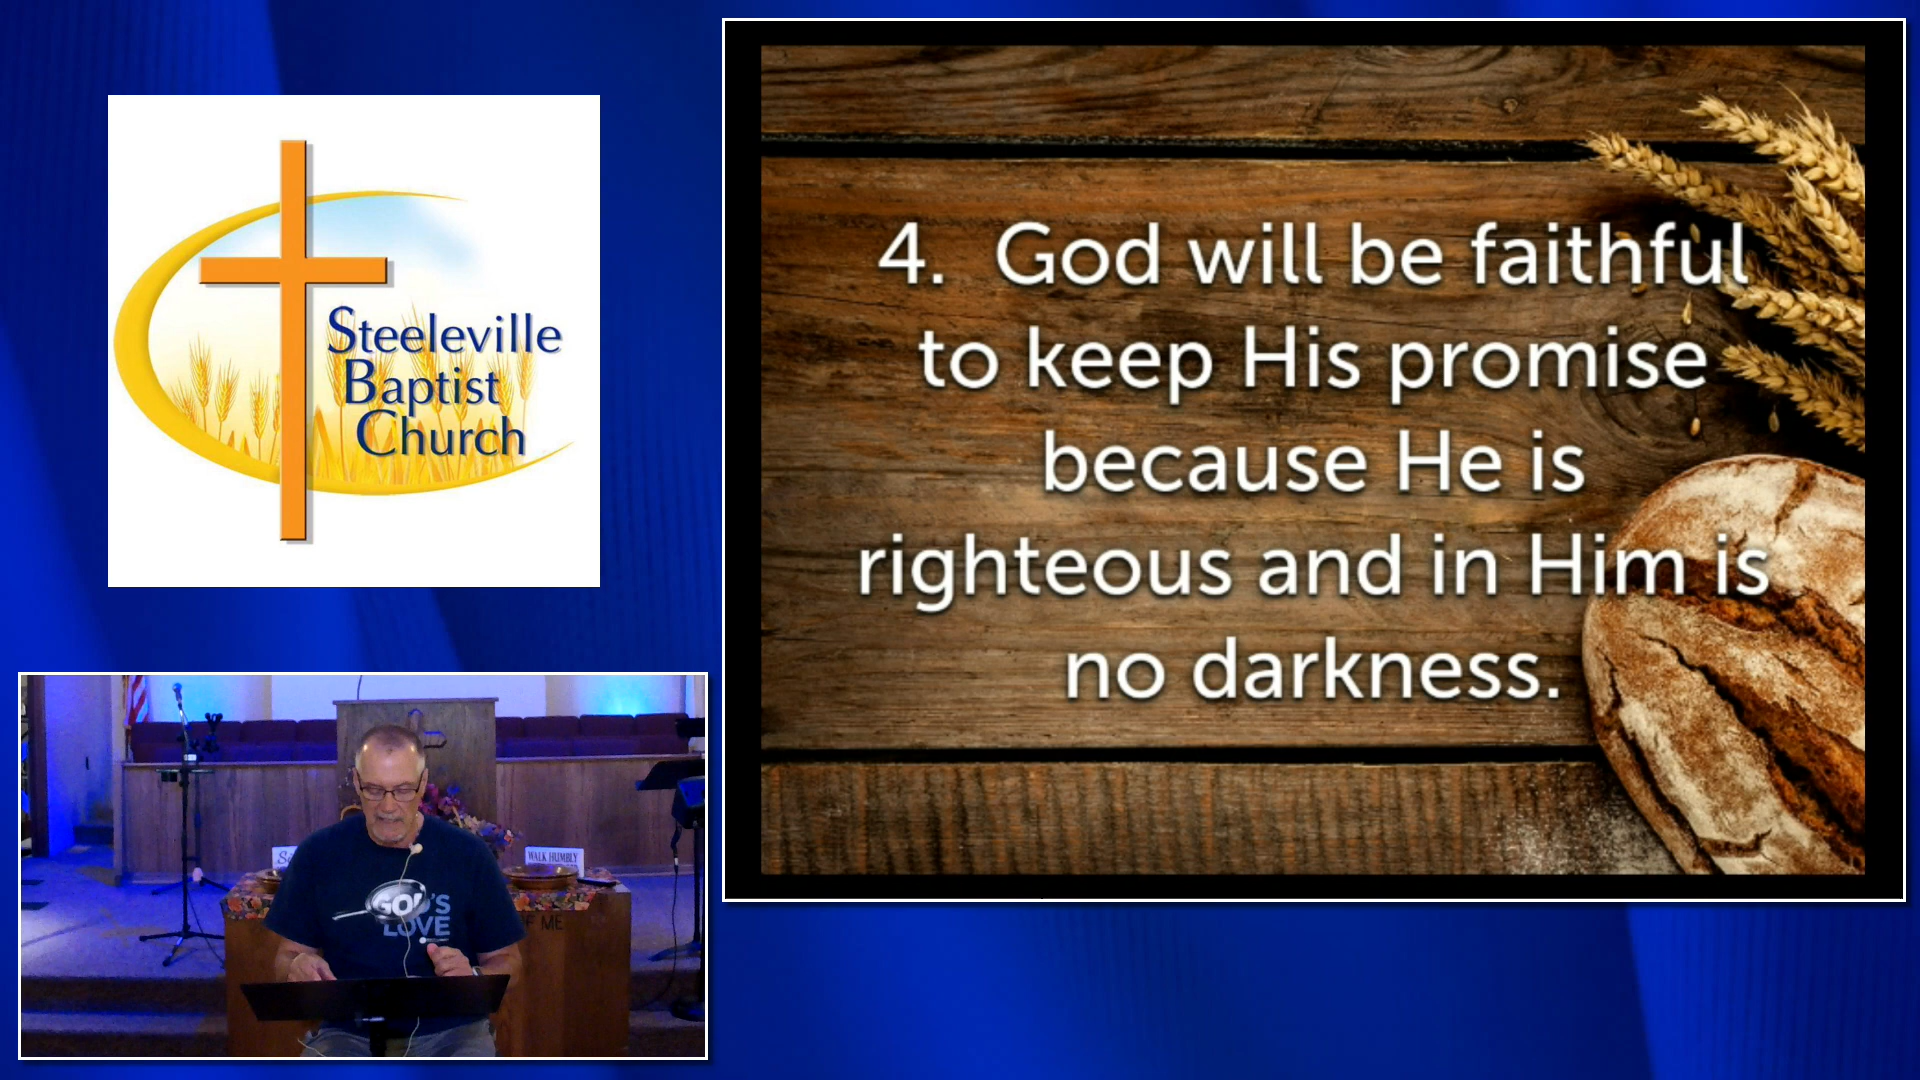 Steeleville
Baptist
Church
4. God will be faithful
to keep His promise
because He is
righteous and in Him is
no darkness.
WALK HUMBLY
GOD'S
LOVE
F ME